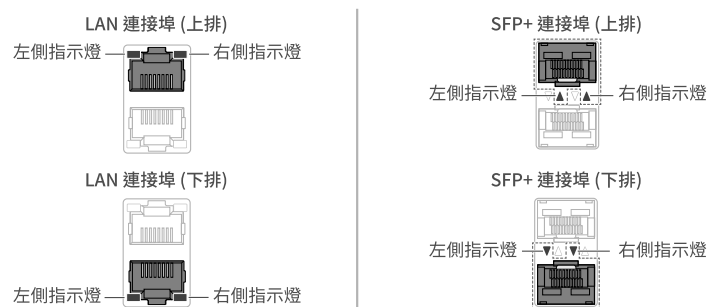 LAN 連接埠 (上排)
左側指示燈
右側指示燈
LAN 連接埠 (下排)
左側指示燈
右側指示燈
SFP+ 連接埠 (上排)
左側指示燈
右側指示燈
SFP+ 連接埠 (下排)
左側指示燈
右側指示燈